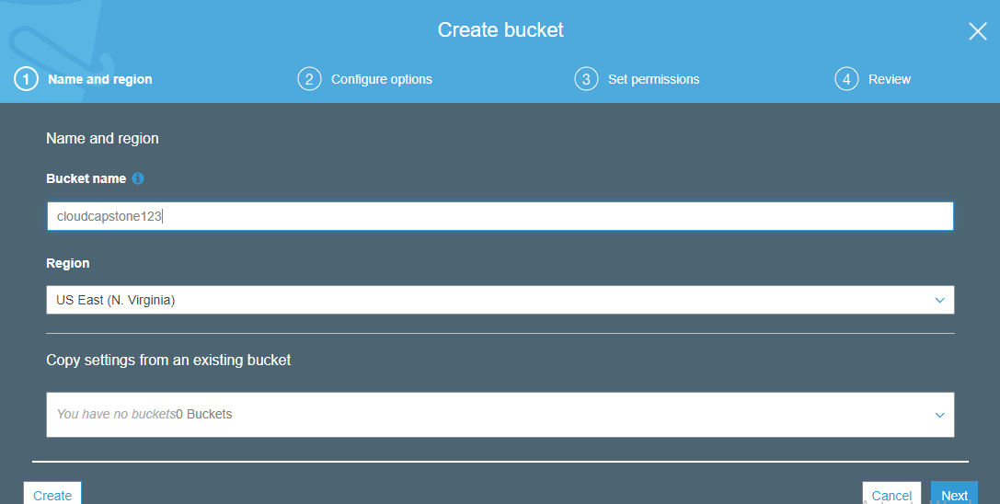 Create bucket
1 Name and region
2 Configure options
3 Set permissions
4 Review
Name and region
Bucket name
cloudcapstone123
Region
US East (N. Virginia)
Copy settings from an existing bucket
You have no buckets0 Buckets
Create
Cancel
Next